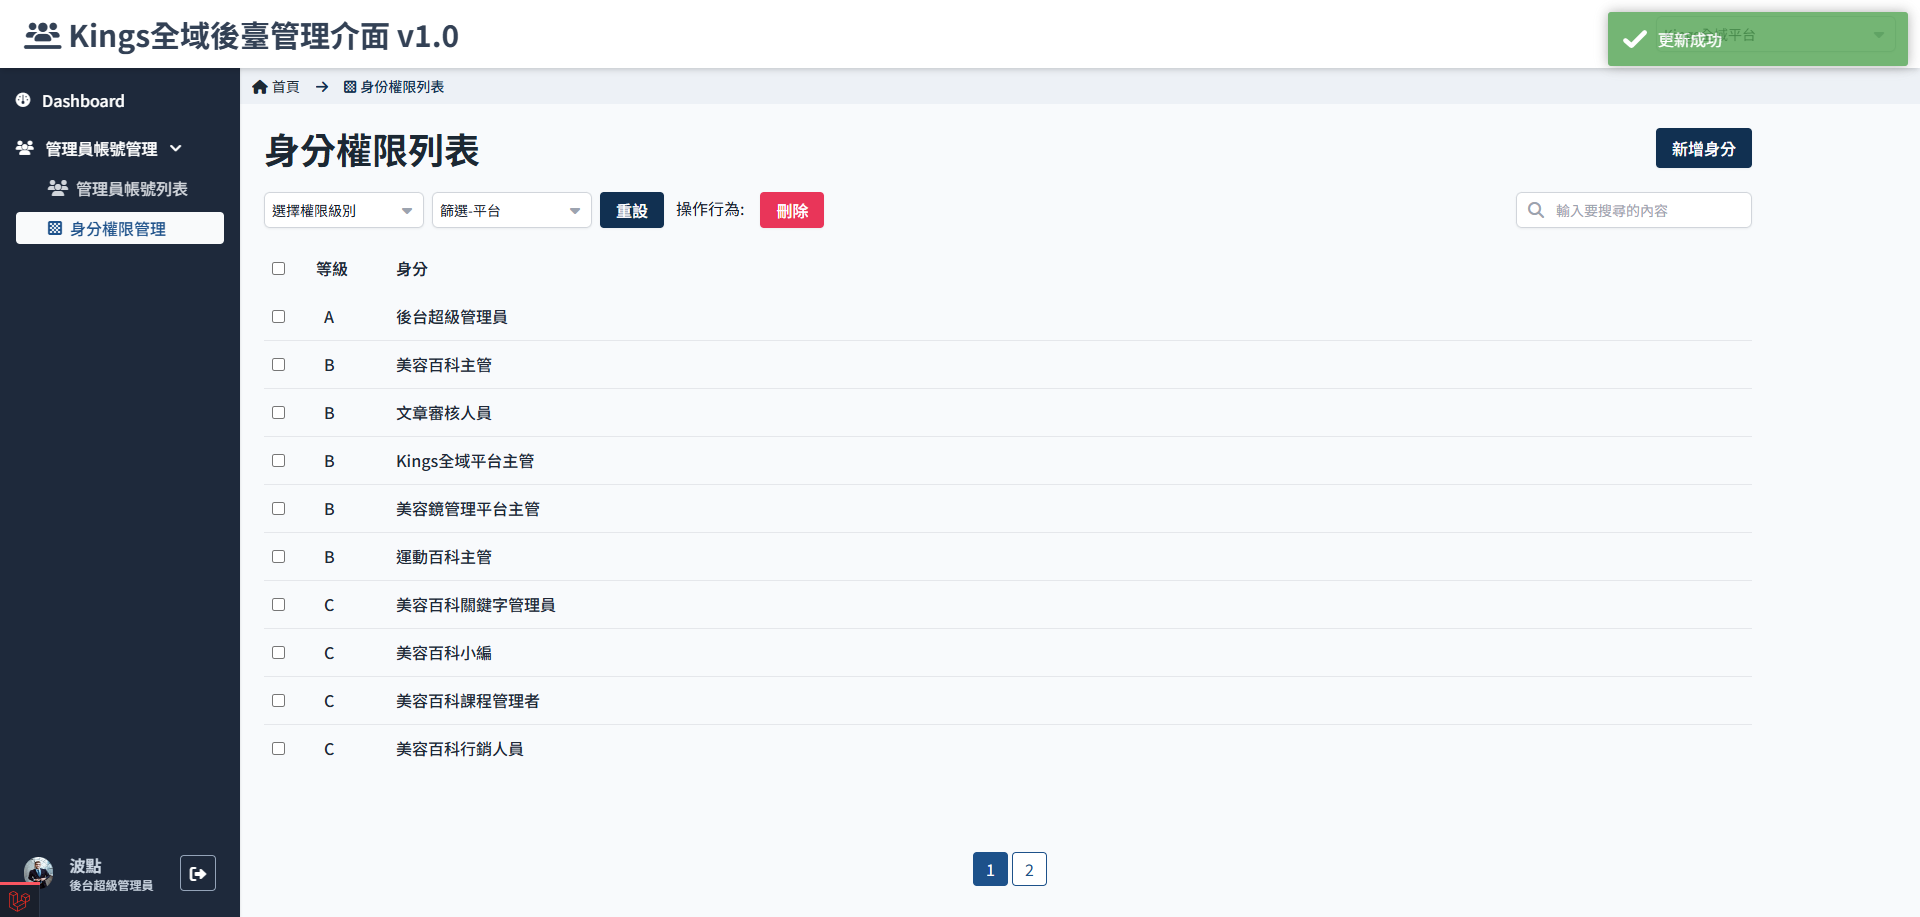 Kings全域後臺管理介面 v1.0
更新成功
Dashboard
管理員帳號管理
管理員帳號列表
身分權限管理
首頁
身份權限列表
身分權限列表
新增身分
選擇權限級別
篩選-平台
重設
操作行為:
刪除
輸入要搜尋的內容
等級 身分
A 後台超級管理員
B 美容百科主管
B 文章審核人員
B Kings全域平台主管
B 美容鏡管理平台主管
B 運動百科主管
C 美容百科關鍵字管理員
C 美容百科小編
C 美容百科課程管理者
C 美容百科行銷人員
1 2
波點
後台超級管理員